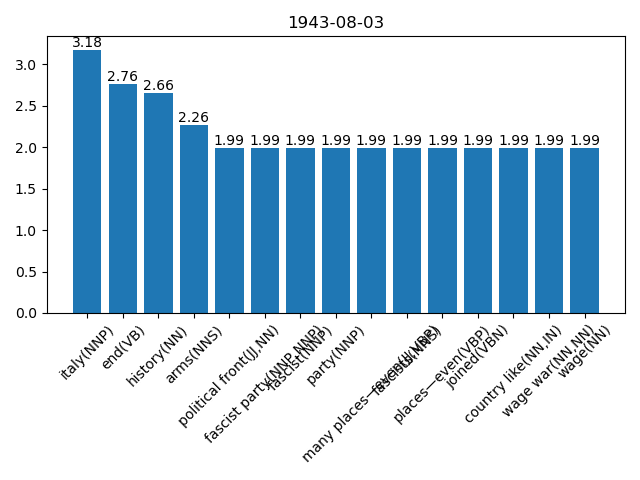 1943-08-03
3.18 2.76 2.66 2.26 1.99 1.99 1.99 1.99 1.99 1.99 1.99 1.99 1.99 1.99 1.99
3.0
2.5
2.0
1.5
1.0
0.5
0.0
italy(NNP)
end(VB)
history(NN)
arms(NNS)
political front(JJ,NN)
fascist party(NNP,NNP)
fascist(NNP)
party(NNP)
many places—even(JJ,VBP)
fascists(NNS)
places—even(VBP)
joined(VBN)
country like(NN,IN)
wage war(NN,NN)
wage(NN)